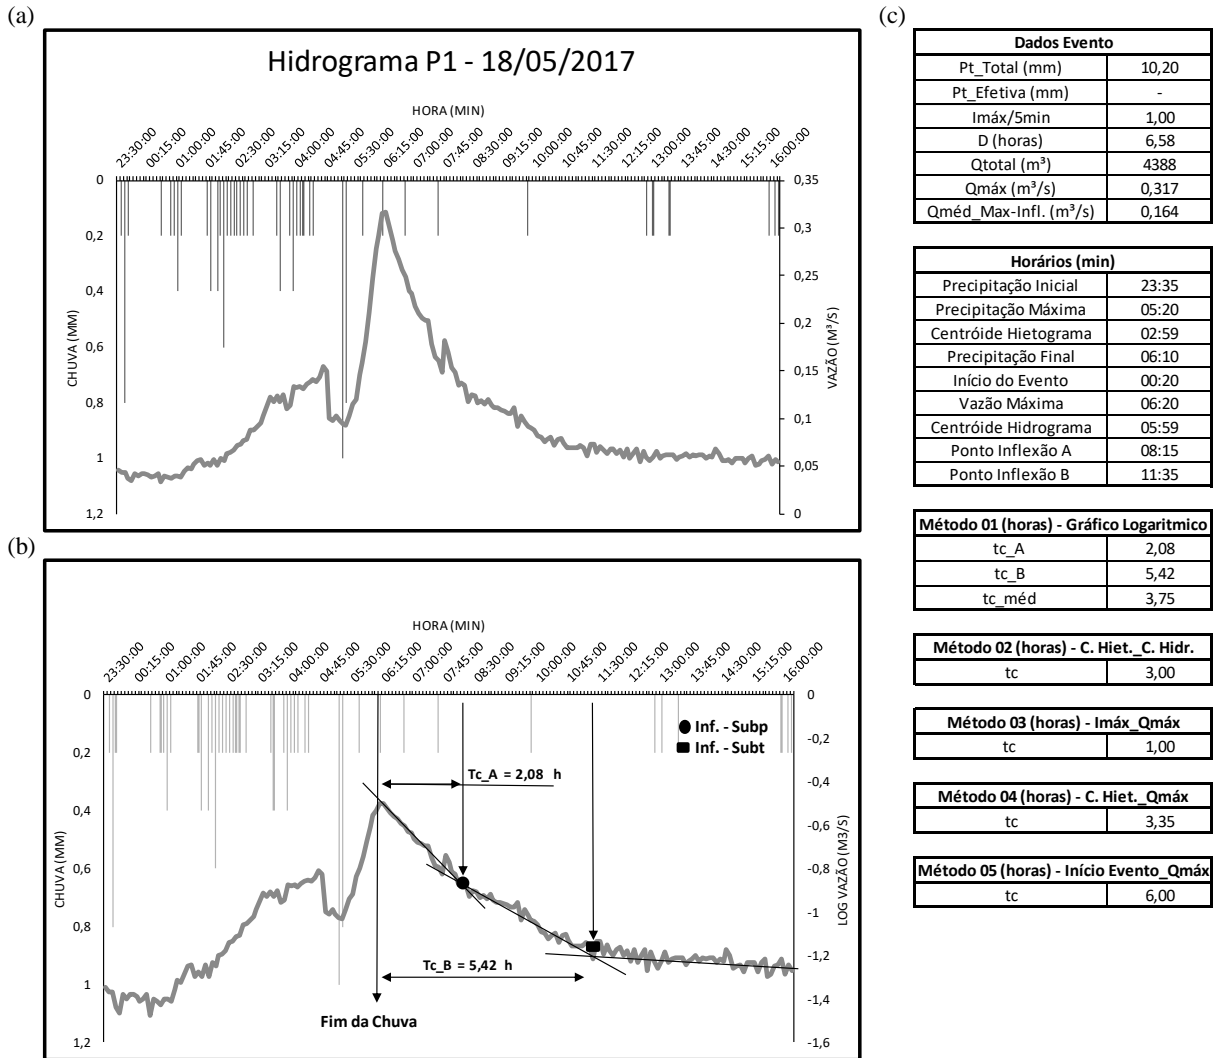 (a)
Hidrograma P1 - 18/05/2017
HORA (MIN)
23:30:00 00:15:00 01:00:00 01:45:00 02:30:00 03:15:00 04:00:00 04:45:00 05:30:00 06:15:00 07:00:00 07:45:00 08:30:00 09:15:00 10:00:00 10:45:00 11:30:00 12:15:00 13:00:00 13:45:00 14:30:00 15:15:00 16:00:00
CHUVA (MM)
0
0,2
0,4
0,6
0,8
1
1,2
0,35
0,3
0,25
0,2
0,15
0,1
0,05
0
VAZÃO (M³/S)
(b)
HORA (MIN)
23:30:00 00:15:00 01:00:00 01:45:00 02:30:00 03:15:00 04:00:00 04:45:00 05:30:00 06:15:00 07:00:00 07:45:00 08:30:00 09:15:00 10:00:00 10:45:00 11:30:00 12:15:00 13:00:00 13:45:00 14:30:00 15:15:00 16:00:00
CHUVA (MM)
0
0,2
0,4
0,6
0,8
1
1,2
0
-0,2
-0,4
-0,6
-0,8
-1
-1,2
-1,4
-1,6
LOG VAZÃO (M3/S)
Inf. - Subp
Inf. - Subt
Tc_A = 2,08 h
Tc_B = 5,42 h
Fim da Chuva
(c)
Dados Evento
Pt_Total (mm) 10,20
Pt_Efetiva (mm) -
Imáx/5min 1,00
D (horas) 6,58
Qtotal (m³) 4388
Qmáx (m³/s) 0,317
Qméd_Max-Infl. (m³/s) 0,164
Horários (min)
Precipitação Inicial 23:35
Precipitação Máxima 05:20
Centróide Hietograma 02:59
Precipitação Final 06:10
Início do Evento 00:20
Vazão Máxima 06:20
Centróide Hidrograma 05:59
Ponto Inflexão A 08:15
Ponto Inflexão B 11:35
Método 01 (horas) - Gráfico Logaritmico
tc_A 2,08
tc_B 5,42
tc_méd 3,75
Método 02 (horas) - C. Hiet._C. Hidr.
tc 3,00
Método 03 (horas) - Imáx_Qmáx
tc 1,00
Método 04 (horas) - C. Hiet._Qmáx
tc 3,35
Método 05 (horas) - Início Evento_Qmáx
tc 6,00